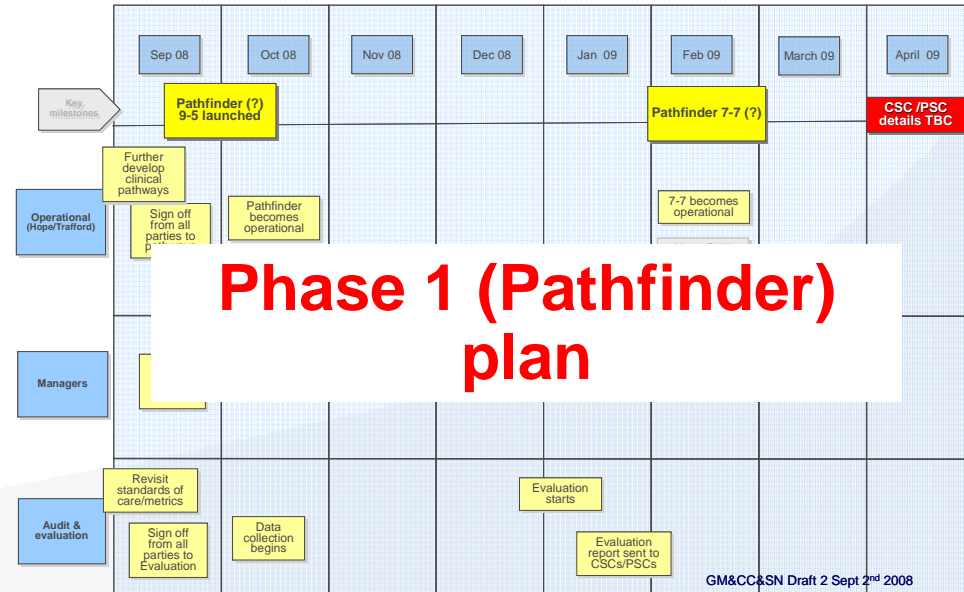 Sep 08
Oct 08
Nov 08
Dec 08
Jan 09
Feb 09
March 09
April 09
Key
milestones
Pathfinder (?)
9-5 launched
Pathfinder 7-7 (?)
CSC /PSC
details TBC
Further
develop
clinical
pathways
Operational
(Hope/Trafford)
Sign off
from all
parties to
Pathfinder
becomes
operational
7-7 becomes
operational
Phase 1 (Pathfinder)
plan
Managers
Revisit
standards of
care/metrics
Audit &
evaluation
Sign off
from all
parties to
Evaluation
Data
collection
begins
Evaluation
starts
Evaluation
report sent to
CSCs/PSCs
GM&CC&SN Draft 2 Sept 2nd 2008